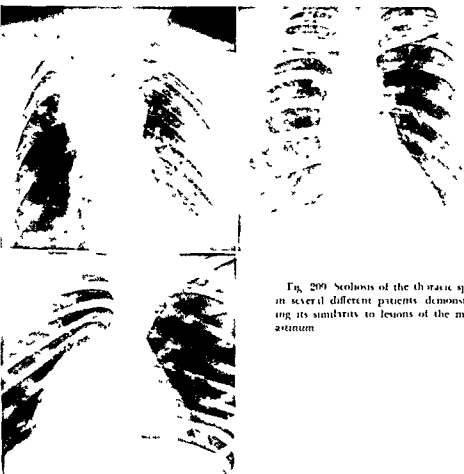 Fig 209 Scoliosis of the thoracic sp
in several different patients demons
ing its similarity to lesions of the m
astinum